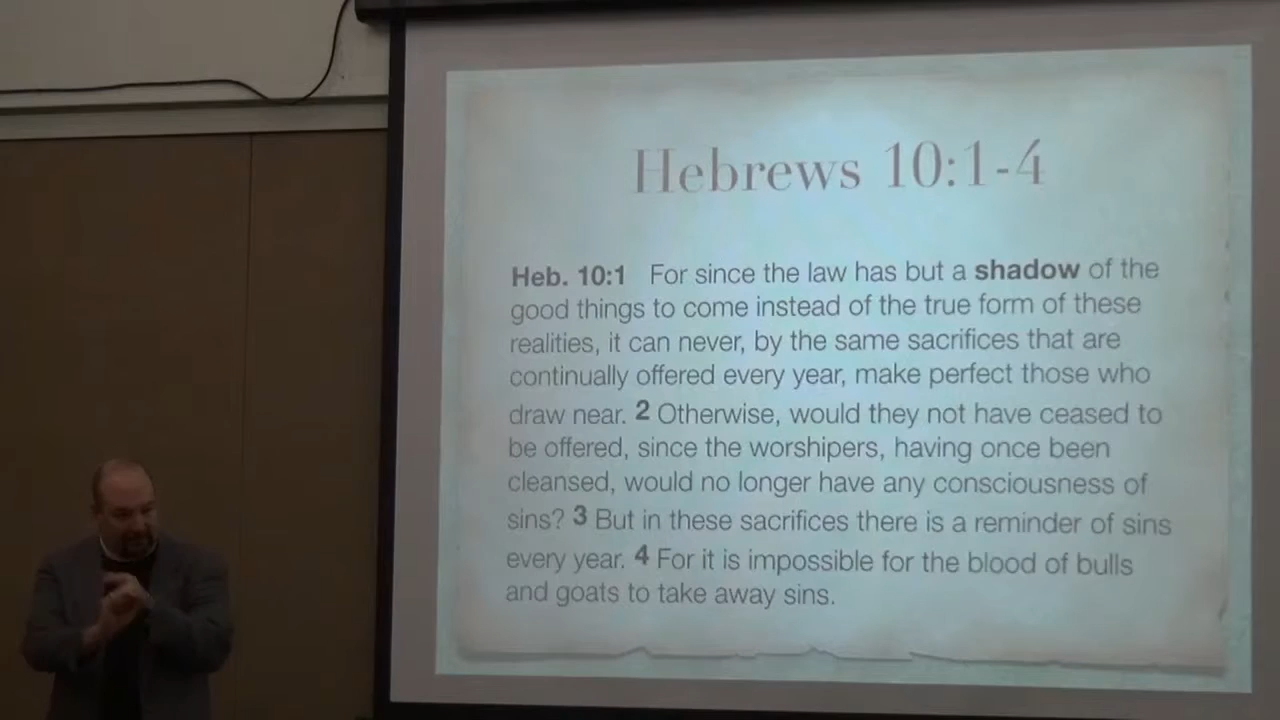 Hebrews 10:1-4
Heb. 10:1 For since the law has but a shadow of the
good things to come instead of the true form of these
realities, it can never, by the same sacrifices that are
continually offered every year, make perfect those who
draw near. 2 Otherwise, would they not have ceased to
be offered, since the worshipers, having once been
cleansed, would no longer have any consciousness of
sins? 3 But in these sacrifices there is a reminder of sins
every year. 4 For it is impossible for the blood of bulls
and goats to take away sins.